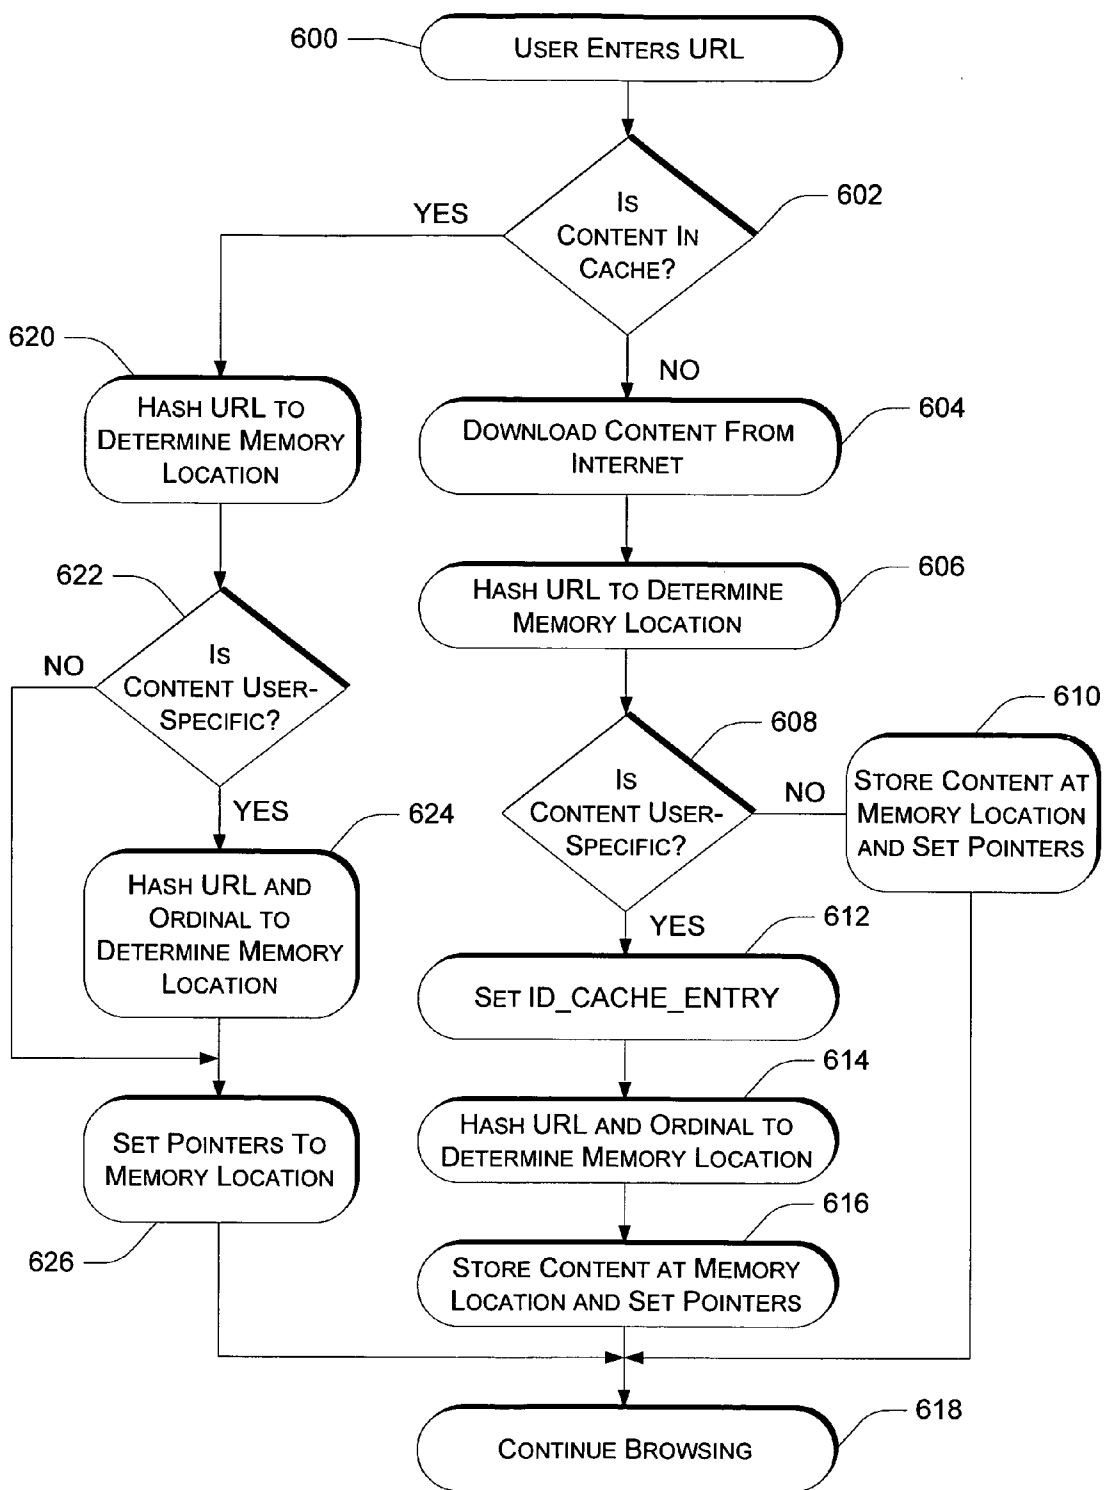 600
USER ENTERS URL
602
IS
CONTENT IN
CACHE?
YES
NO
620
HASH URL TO
DETERMINE MEMORY
LOCATION
604
DOWNLOAD CONTENT FROM
INTERNET
622
IS
CONTENT USER-
SPECIFIC?
NO
YES
606
HASH URL TO DETERMINE
MEMORY LOCATION
608
IS
CONTENT USER-
SPECIFIC?
NO
YES
610
STORE CONTENT AT
MEMORY LOCATION
AND SET POINTERS
624
HASH URL AND
ORDINAL TO
DETERMINE MEMORY
LOCATION
612
SET ID_CACHE_ENTRY
614
HASH URL AND ORDINAL TO
DETERMINE MEMORY LOCATION
SET POINTERS TO
MEMORY LOCATION
626
616
STORE CONTENT AT MEMORY
LOCATION AND SET POINTERS
618
CONTINUE BROWSING